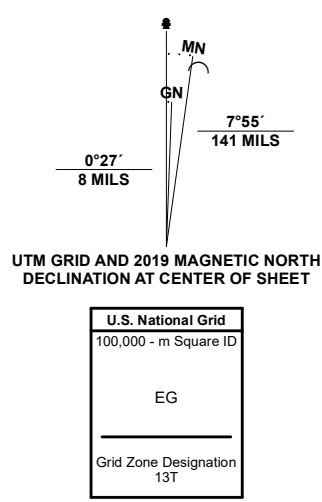 MN
GN
7°55´
141 MILS
0°27´
8 MILS
UTM GRID AND 2019 MAGNETIC NORTH
DECLINATION AT CENTER OF SHEET
U.S. National Grid
100,000 - m Square ID
EG
Grid Zone Designation
13T